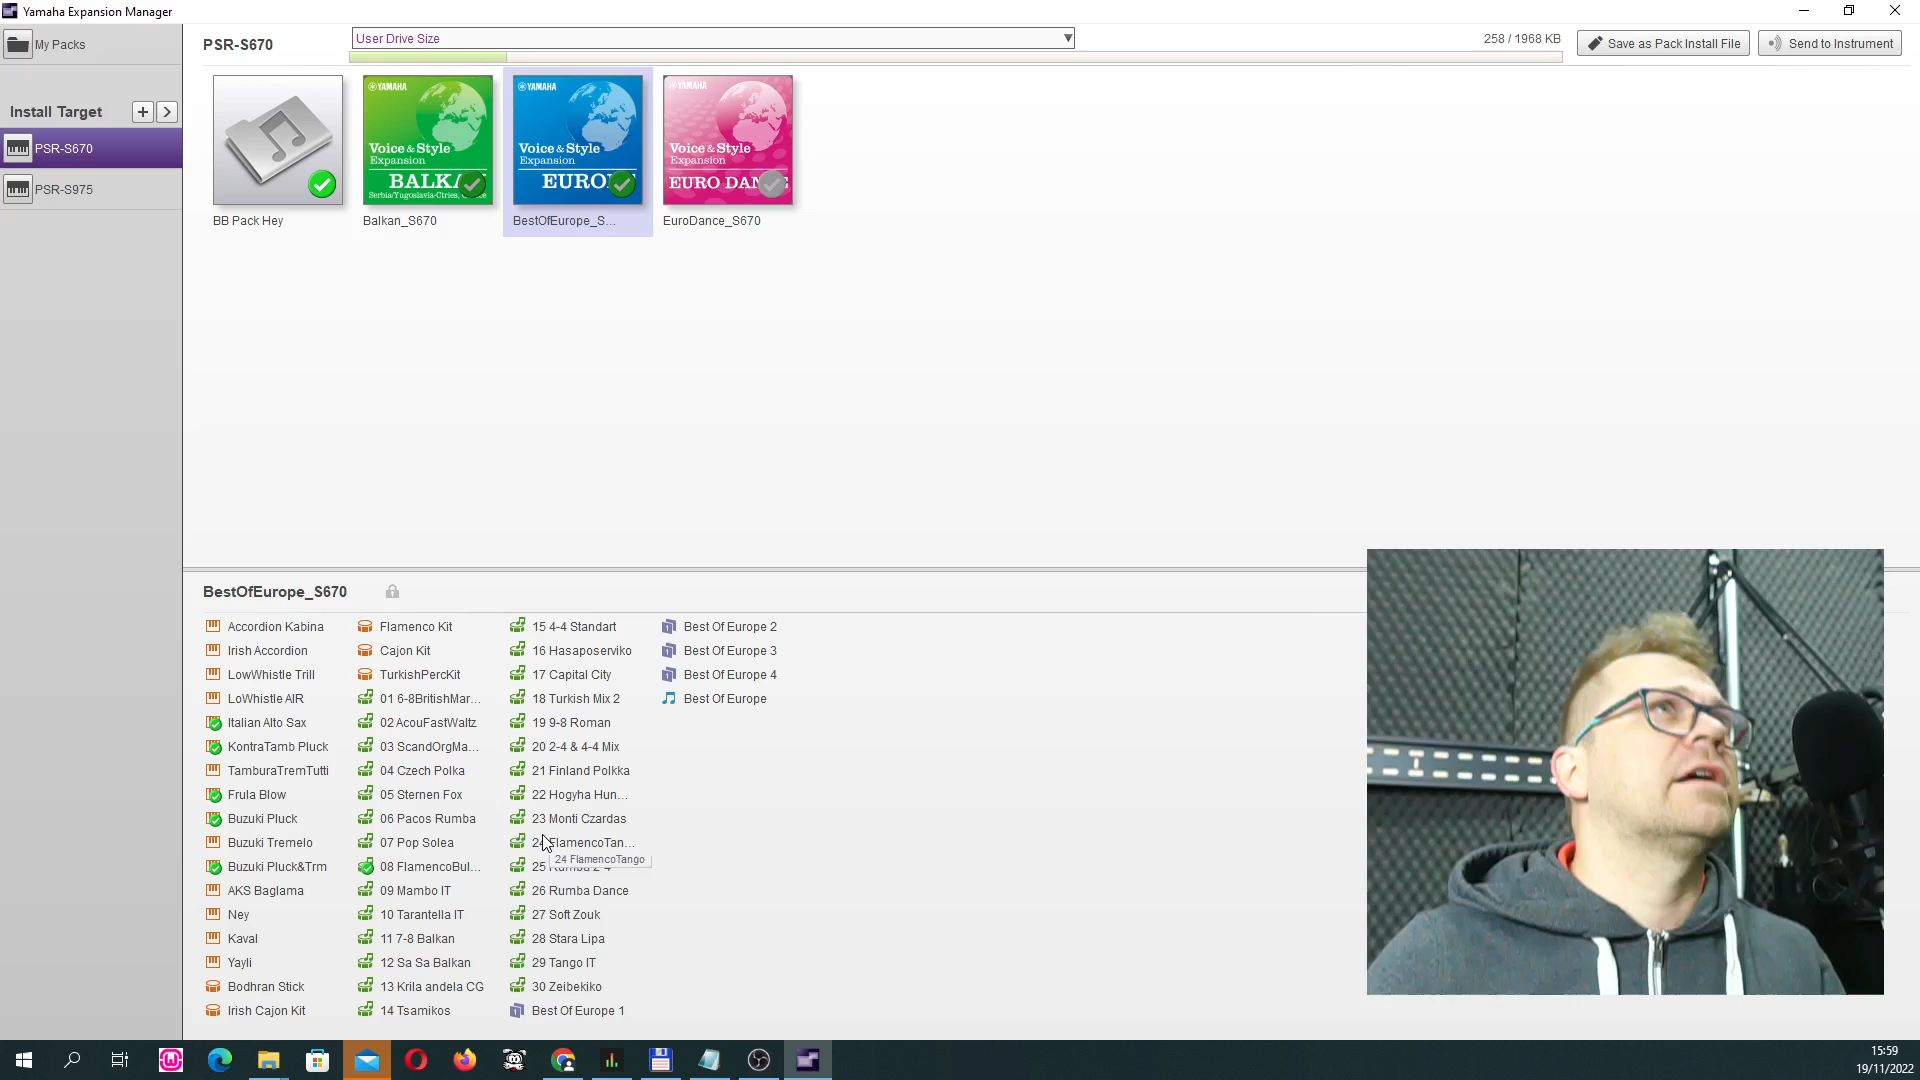 Yamaha Expansion Manager
My Packs
Install Target
PSR-S670
PSR-S975
PSR-S670
User Drive Size
258 / 1968 KB
Save as Pack Install File
Send to Instrument
BB Pack Hey
YAMAHA
Voice & Style
Expansion
BALKA
Serbia/Yugoslavia-Ctries,
Balkan_S670
YAMAHA
Voice & Style
Expansion
EURO
BestOfEurope_S...
YAMAHA
Voice & Style
Expansion
EURO DAN
EuroDance_S670
BestOfEurope_S670
Accordion Kabina
Irish Accordion
LowWhistle Trill
LoWhistle AIR
Italian Alto Sax
KontraTamb Pluck
TamburaTremTutti
Frula Blow
Buzuki Pluck
Buzuki Tremelo
Buzuki Pluck&Trm
AKS Baglama
Ney
Kaval
Yayli
Bodhran Stick
Irish Cajon Kit
Flamenco Kit
Cajon Kit
TurkishPercKit
01 6-8BritishMar...
02 AcouFastWaltz
03 ScandOrgMa...
04 Czech Polka
05 Sternen Fox
06 Pacos Rumba
07 Pop Solea
08 FlamencoBul...
09 Mambo IT
10 Tarantella IT
11 7-8 Balkan
12 Sa Sa Balkan
13 Krila andela CG
14 Tsamikos
15 4-4 Standart
16 Hasaposerviko
17 Capital City
18 Turkish Mix 2
19 9-8 Roman
20 2-4 & 4-4 Mix
21 Finland Polkka
22 Hogyha Hun...
23 Monti Czardas
24 FlamencoTan...
24 FlamencoTango
25 Rumba 2-4
26 Rumba Dance
27 Soft Zouk
28 Stara Lipa
29 Tango IT
30 Zeibekiko
Best Of Europe 1
Best Of Europe 2
Best Of Europe 3
Best Of Europe 4
Best Of Europe
15:59
19/11/2022